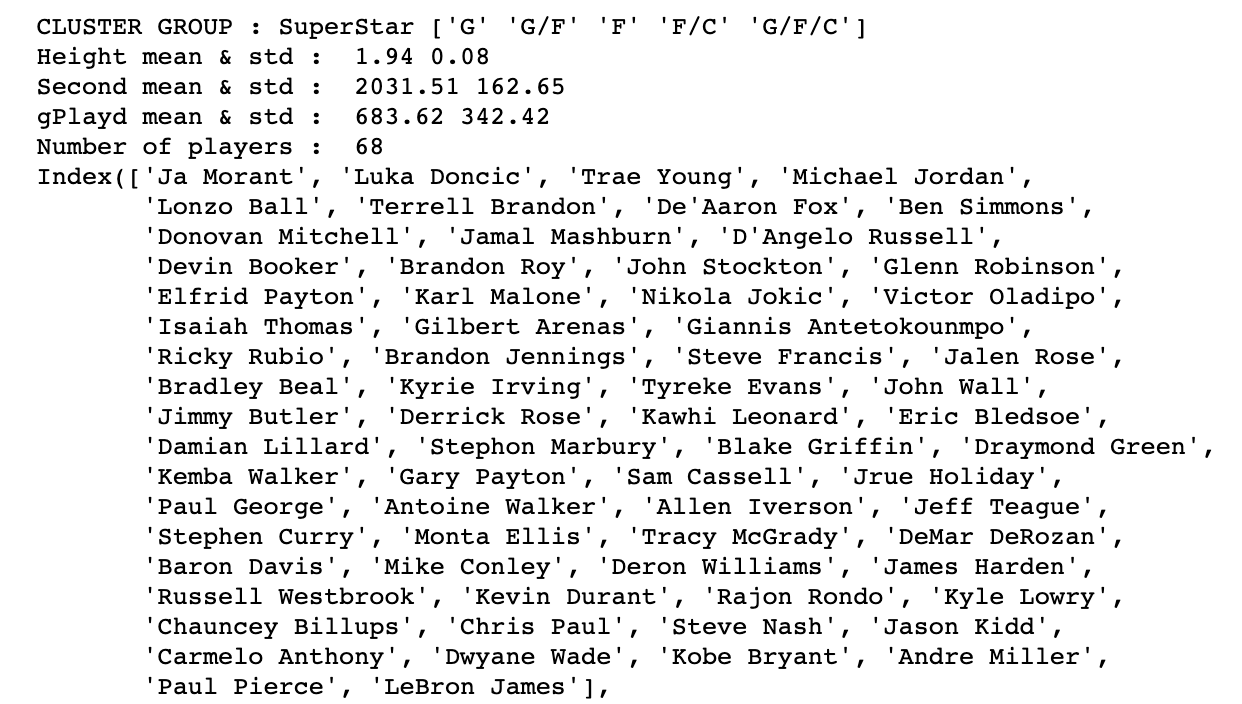 CLUSTER GROUP : SuperStar ['G' 'G/F' 'F' 'F/C' 'G/F/C']
Height mean & std :  1.94 0.08
Second mean & std :  2031.51 162.65
gPlayd mean & std :  683.62 342.42
Number of players :  68
Index(['Ja Morant', 'Luka Doncic', 'Trae Young', 'Michael Jordan',
'Lonzo Ball', 'Terrell Brandon', 'De'Aaron Fox', 'Ben Simmons',
'Donovan Mitchell', 'Jamal Mashburn', 'D'Angelo Russell',
'Devin Booker', 'Brandon Roy', 'John Stockton', 'Glenn Robinson',
'Elfrid Payton', 'Karl Malone', 'Nikola Jokic', 'Victor Oladipo',
'Isaiah Thomas', 'Gilbert Arenas', 'Giannis Antetokounmpo',
'Ricky Rubio', 'Brandon Jennings', 'Steve Francis', 'Jalen Rose',
'Bradley Beal', 'Kyrie Irving', 'Tyreke Evans', 'John Wall',
'Jimmy Butler', 'Derrick Rose', 'Kawhi Leonard', 'Eric Bledsoe',
'Damian Lillard', 'Stephon Marbury', 'Blake Griffin', 'Draymond Green',
'Kemba Walker', 'Gary Payton', 'Sam Cassell', 'Jrue Holiday',
'Paul George', 'Antoine Walker', 'Allen Iverson', 'Jeff Teague',
'Stephen Curry', 'Monta Ellis', 'Tracy McGrady', 'DeMar DeRozan',
'Baron Davis', 'Mike Conley', 'Deron Williams', 'James Harden',
'Russell Westbrook', 'Kevin Durant', 'Rajon Rondo', 'Kyle Lowry',
'Chauncey Billups', 'Chris Paul', 'Steve Nash', 'Jason Kidd',
'Carmelo Anthony', 'Dwyane Wade', 'Kobe Bryant', 'Andre Miller',
'Paul Pierce', 'LeBron James'],